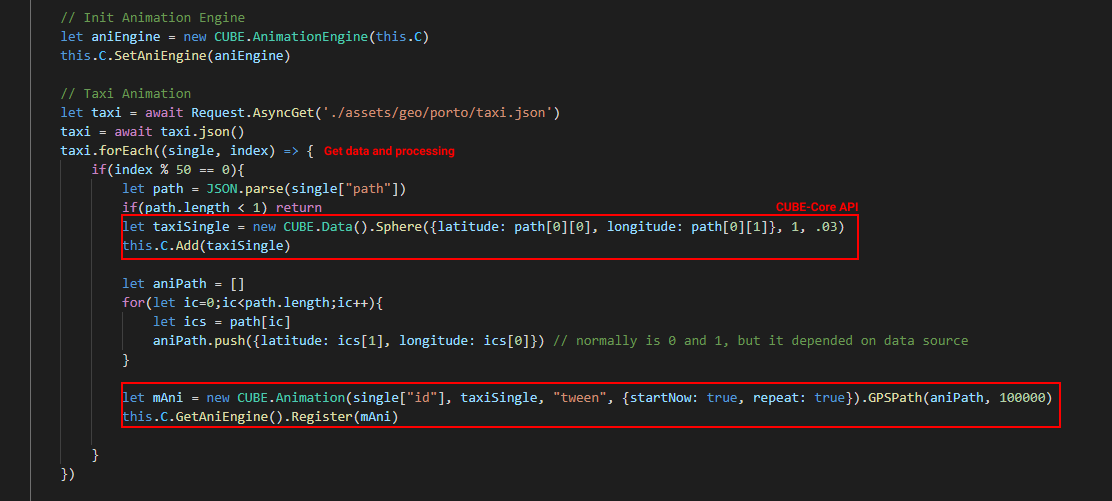 // Init Animation Engine
let aniEngine = new CUBE.AnimationEngine(this.C)
this.C.SetAniEngine(aniEngine)
// Taxi Animation
let taxi = await Request.AsyncGet('./assets/geo/porto/taxi.json')
taxi = await taxi.json()
taxi.forEach((single, index) => { Get data and processing
if(index % 50 == 0){
let path = JSON.parse(single["path"])
if(path.length < 1) return CUBE-Core API
let taxiSingle = new CUBE.Data().Sphere({latitude: path[0][0], longitude: path[0][1]}, 1, .03)
this.C.Add(taxiSingle)
let aniPath = []
for(let ic=0;ic<path.length;ic++){
let ics = path[ic]
aniPath.push({latitude: ics[1], longitude: ics[0]}) // normally is 0 and 1, but it depended on data source
}
let mAni = new CUBE.Animation(single["id"], taxiSingle, "tween", {startNow: true, repeat: true}).GPSPath(aniPath, 100000)
this.C.GetAniEngine().Register(mAni)
}
})